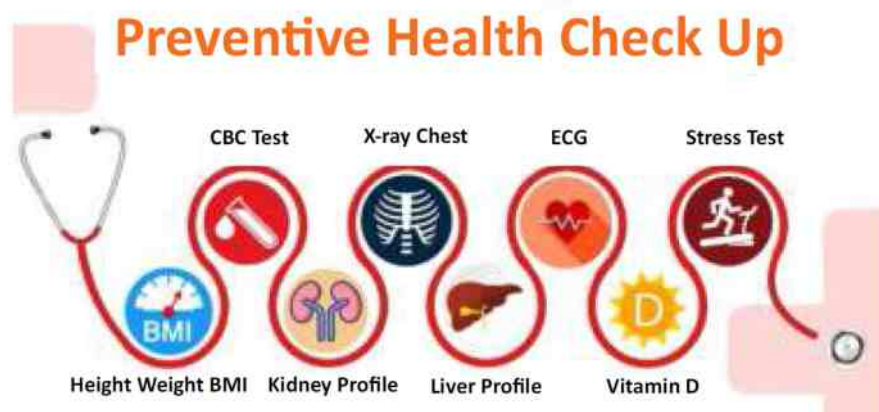 Preventive Health Check Up
CBC Test
X-ray Chest
ECG
Stress Test
BMI
D
Height Weight BMI
Kidney Profile
Liver Profile
Vitamin D